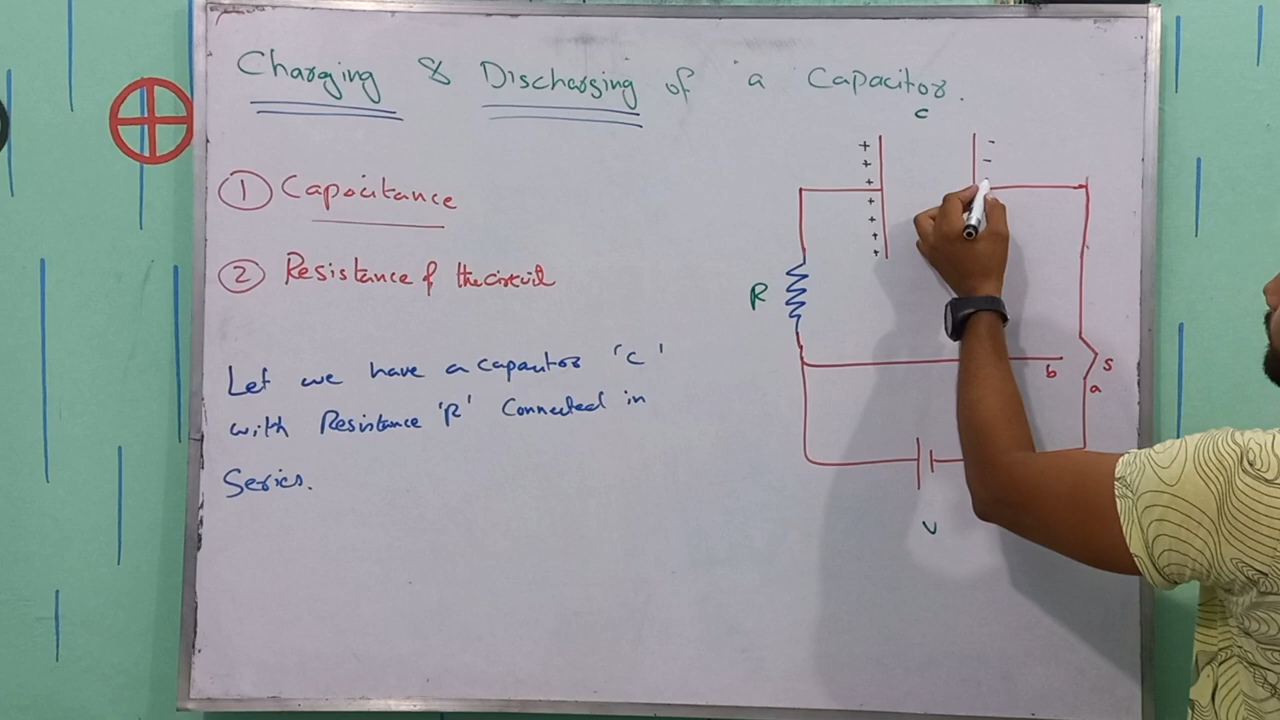 Charging & Discharging of a Capacitor.
C
① Capacitance
② Resistance of the circuit
R
b
S
a
Let we have a capacitor 'C'
with Resistance 'R' Connected in
Series.
V